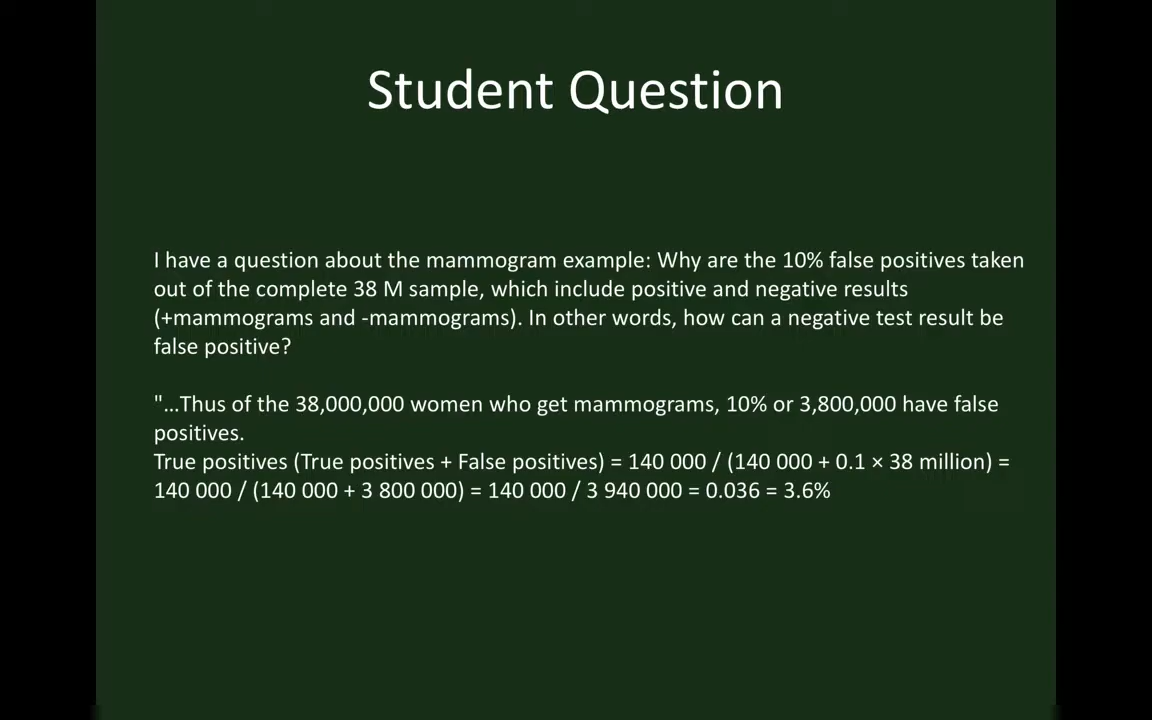 Student Question
I have a question about the mammogram example: Why are the 10% false positives taken
out of the complete 38 M sample, which include positive and negative results
(+mammograms and -mammograms). In other words, how can a negative test result be
false positive?
"...Thus of the 38,000,000 women who get mammograms, 10% or 3,800,000 have false
positives.
True positives (True positives + False positives) = 140 000 / (140 000 + 0.1 × 38 million) =
140 000 / (140 000 + 3 800 000) = 140 000 / 3 940 000 = 0.036 = 3.6%